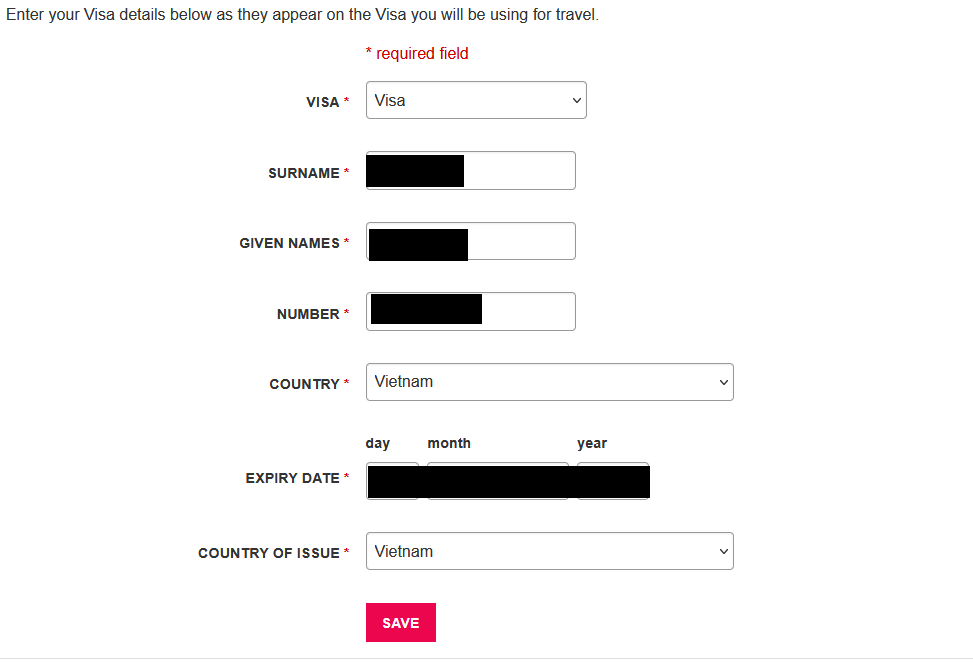 Enter your Visa details below as they appear on the Visa you will be using for travel.
* required field
VISA * Visa
SURNAME *
GIVEN NAMES *
NUMBER *
COUNTRY * Vietnam
day month year
EXPIRY DATE *
COUNTRY OF ISSUE * Vietnam
SAVE